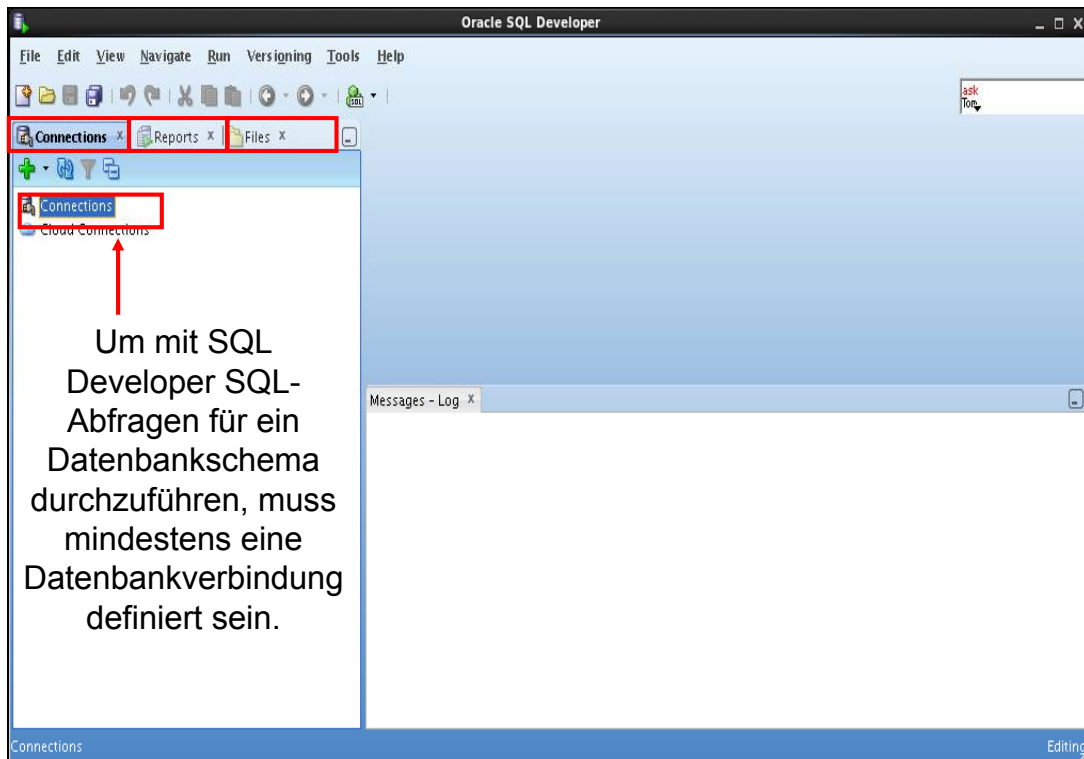 Oracle SQL Developer
File Edit View Navigate Run Versioning Tools Help
SQL
ask
Tom
Connections x Reports x Files x
Connections
Cloud Connections
Um mit SQL
Developer SQL-
Abfragen für ein
Datenbankschema
durchzuführen, muss
mindestens eine
Datenbankverbindung
definiert sein.
Messages - Log x
Connections Editing